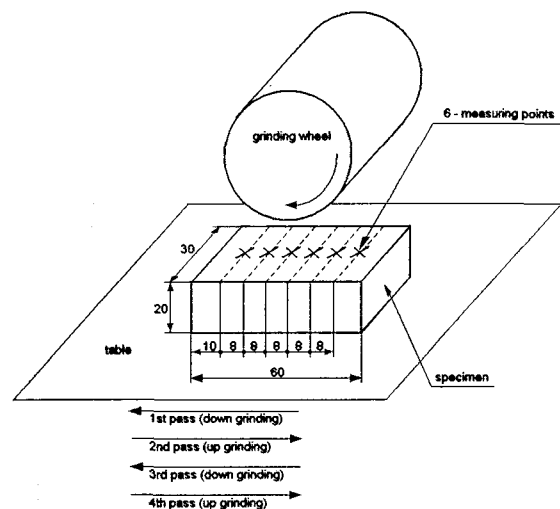 grinding wheel
6 - measuring points
30
20
10 8 8 8 8 8
60
table
specimen
1st pass (down grinding)
2nd pass (up grinding)
3rd pass (down grinding)
4th pass (up grinding)